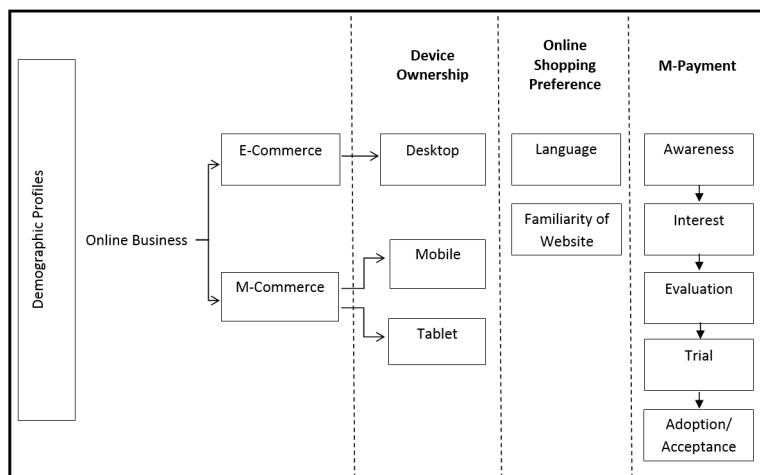 Demographic Profiles
Online Business
E-Commerce
M-Commerce
Device
Ownership
Desktop
Mobile
Tablet
Online
Shopping
Preference
Language
Familiarity of
Website
M-Payment
Awareness
Interest
Evaluation
Trial
Adoption/
Acceptance